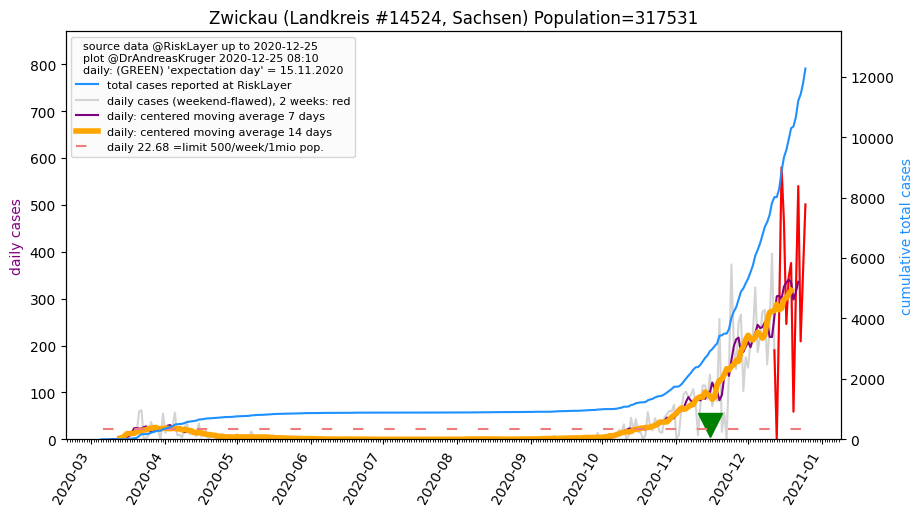 Zwickau (Landkreis #14524, Sachsen) Population=317531
source data @RiskLayer up to 2020-12-25
plot @DrAndreasKruger 2020-12-25 08:10
daily: (GREEN) 'expectation day' = 15.11.2020
total cases reported at RiskLayer
daily cases (weekend-flawed), 2 weeks: red
daily: centered moving average 7 days
daily: centered moving average 14 days
daily 22.68 =limit 500/week/1mio pop.
daily cases
800
700
600
500
400
300
200
100
0
12000
10000
8000
6000
4000
2000
0
cumulative total cases
2020-03
2020-04
2020-05
2020-06
2020-07
2020-08
2020-09
2020-10
2020-11
2020-12
2021-01